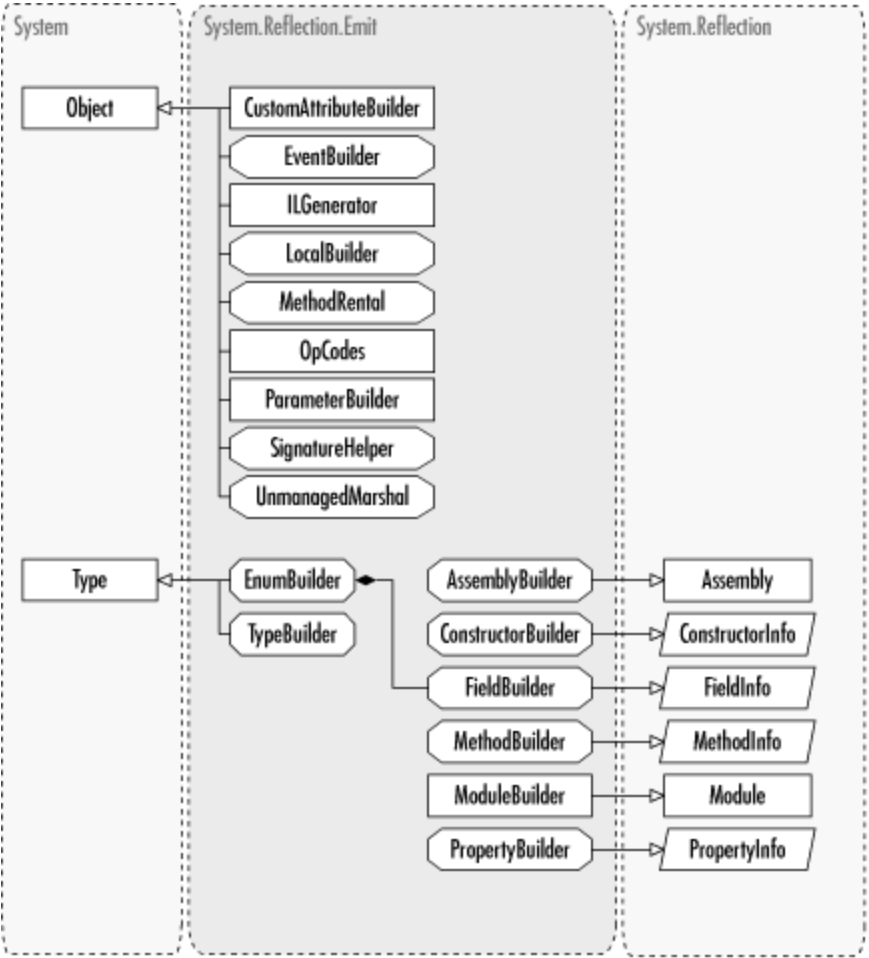 System
System.Reflection.Emit
System.Reflection
Object
CustomAttributeBuilder
EventBuilder
ILGenerator
LocalBuilder
MethodRental
OpCodes
ParameterBuilder
SignatureHelper
UnmanagedMarshal
Type
EnumBuilder
AssemblyBuilder
Assembly
TypeBuilder
ConstructorBuilder
ConstructorInfo
FieldBuilder
FieldInfo
MethodBuilder
MethodInfo
ModuleBuilder
Module
PropertyBuilder
PropertyInfo